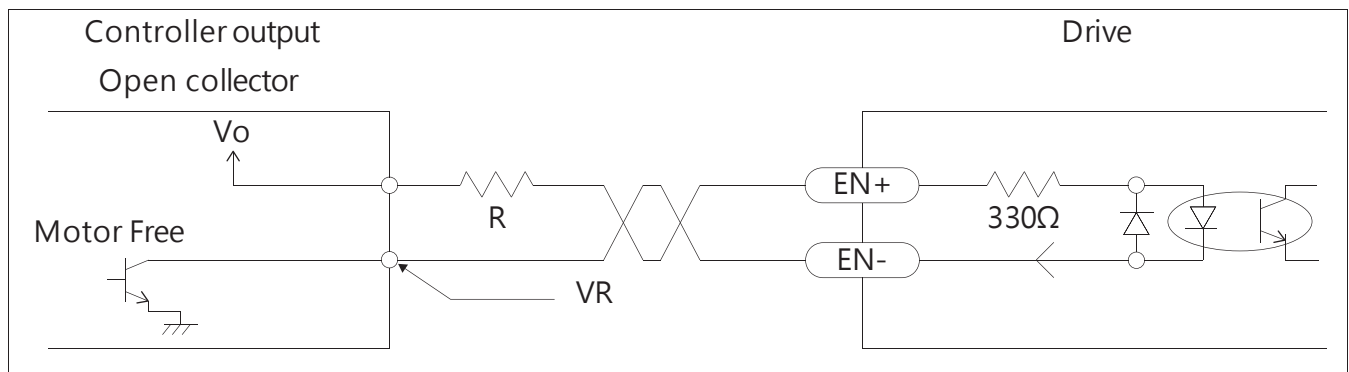 Controller output
Drive
Open collector
Vo
EN+
R
330Ω
Motor Free
EN-
VR